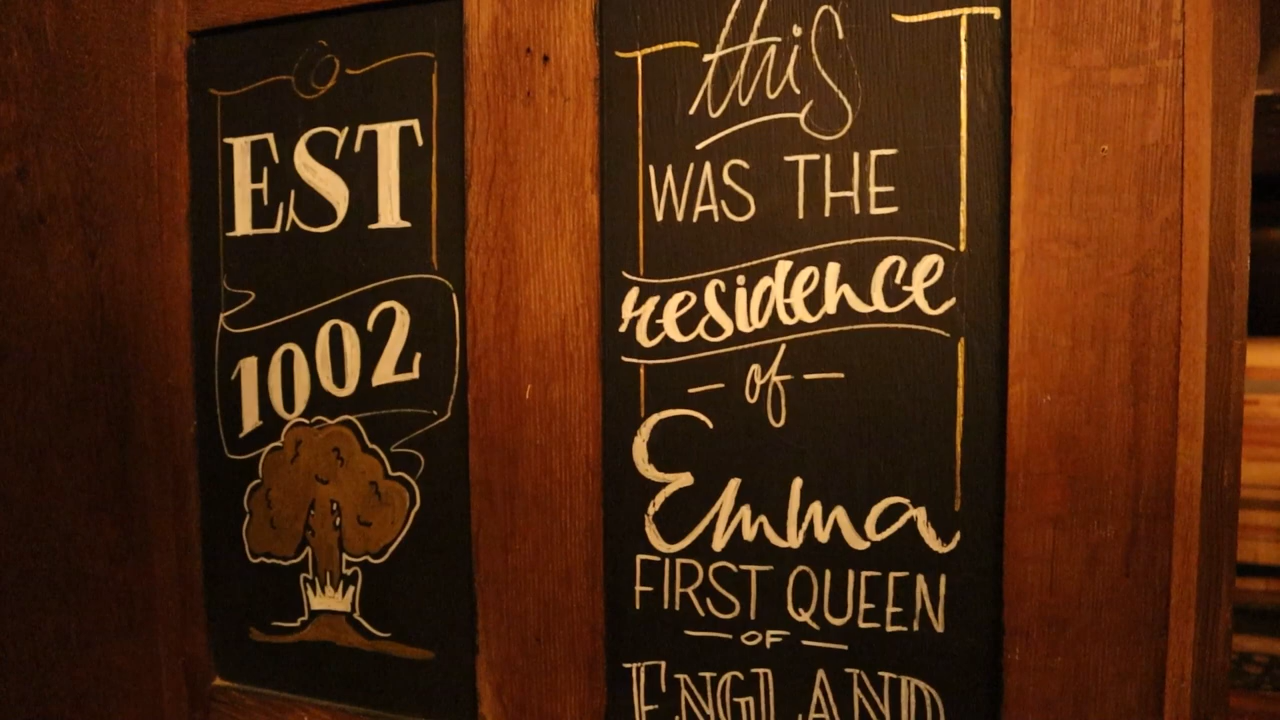 EST
1002
this
WAS THE
residence
of
Emma
FIRST QUEEN
OF
ENGLAND